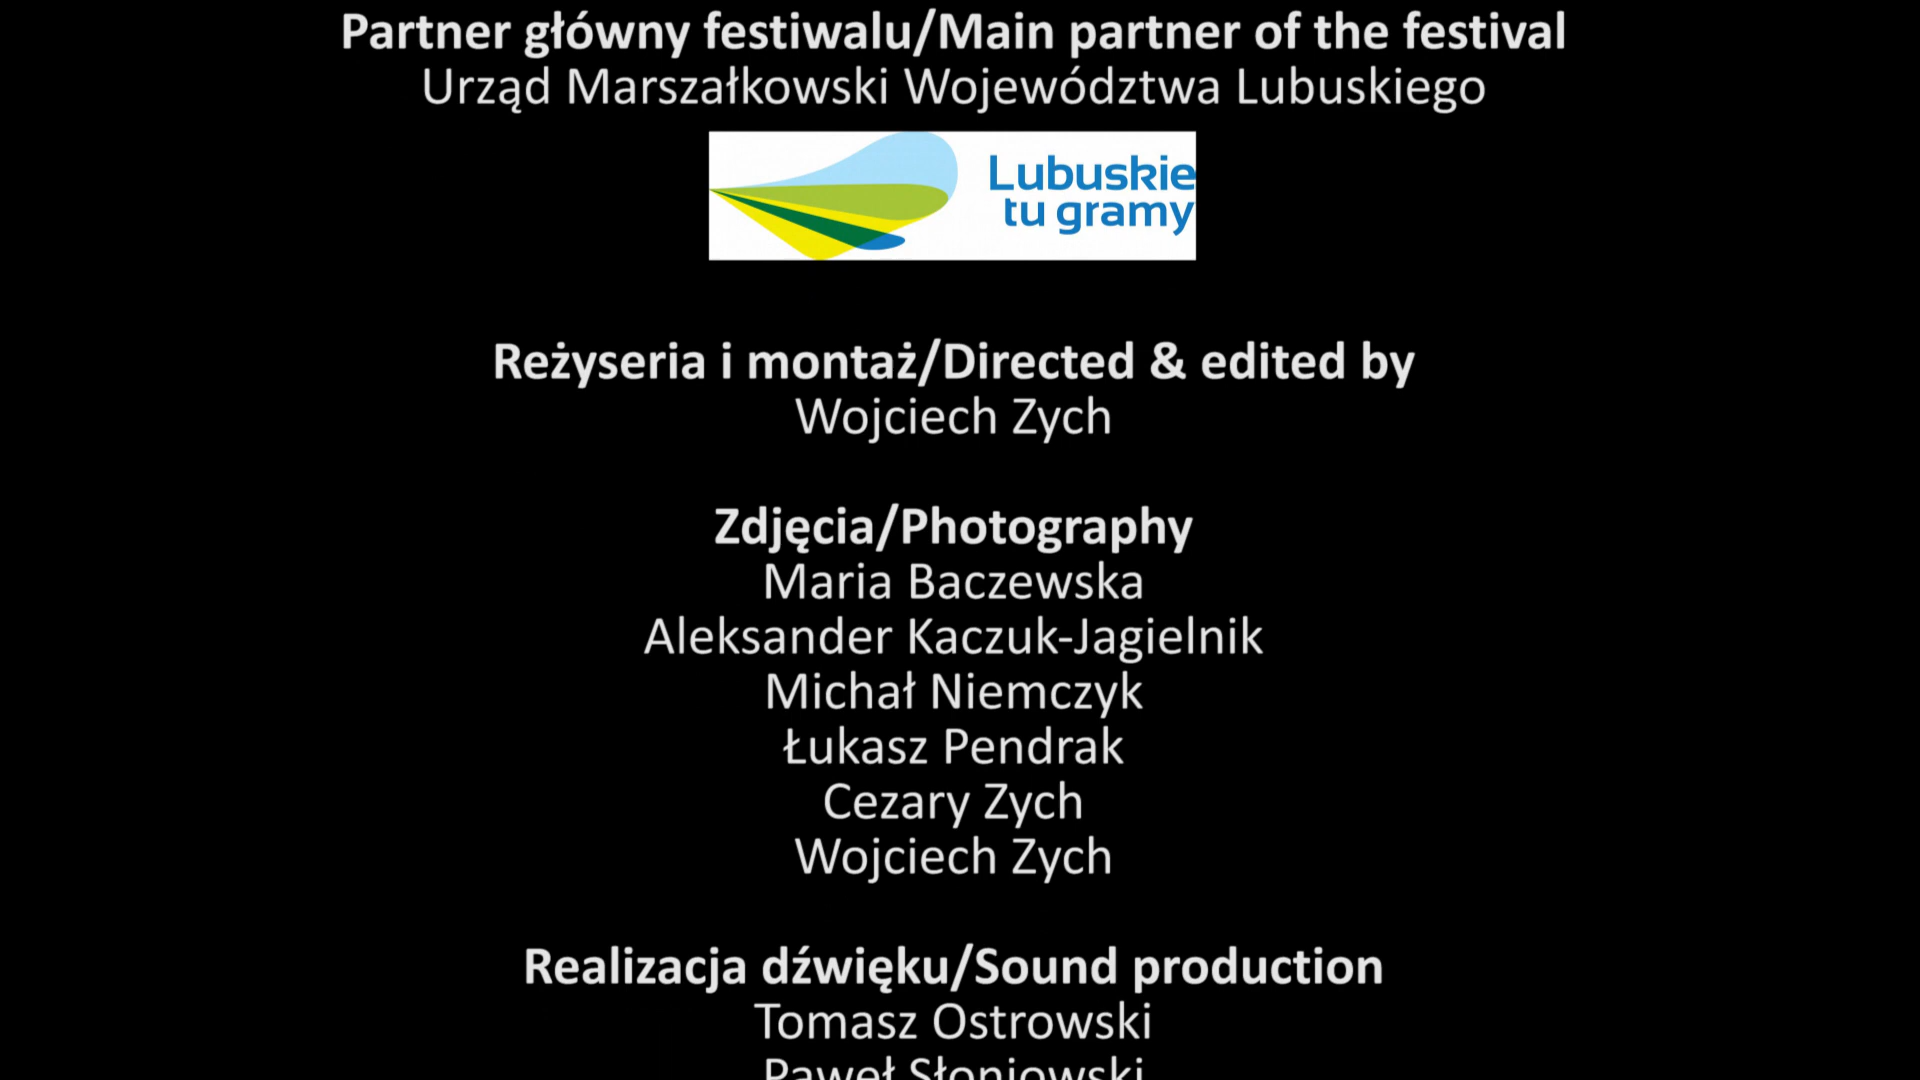 Partner główny festiwalu/Main partner of the festival
Urząd Marszałkowski Województwa Lubuskiego
Lubuskie
tu gramy
Reżyseria i montaż/Directed & edited by
Wojciech Zych
Zdjęcia/Photography
Maria Baczewska
Aleksander Kaczuk-Jagielnik
Michał Niemczyk
Łukasz Pendrak
Cezary Zych
Wojciech Zych
Realizacja dźwięku/Sound production
Tomasz Ostrowski
Paweł